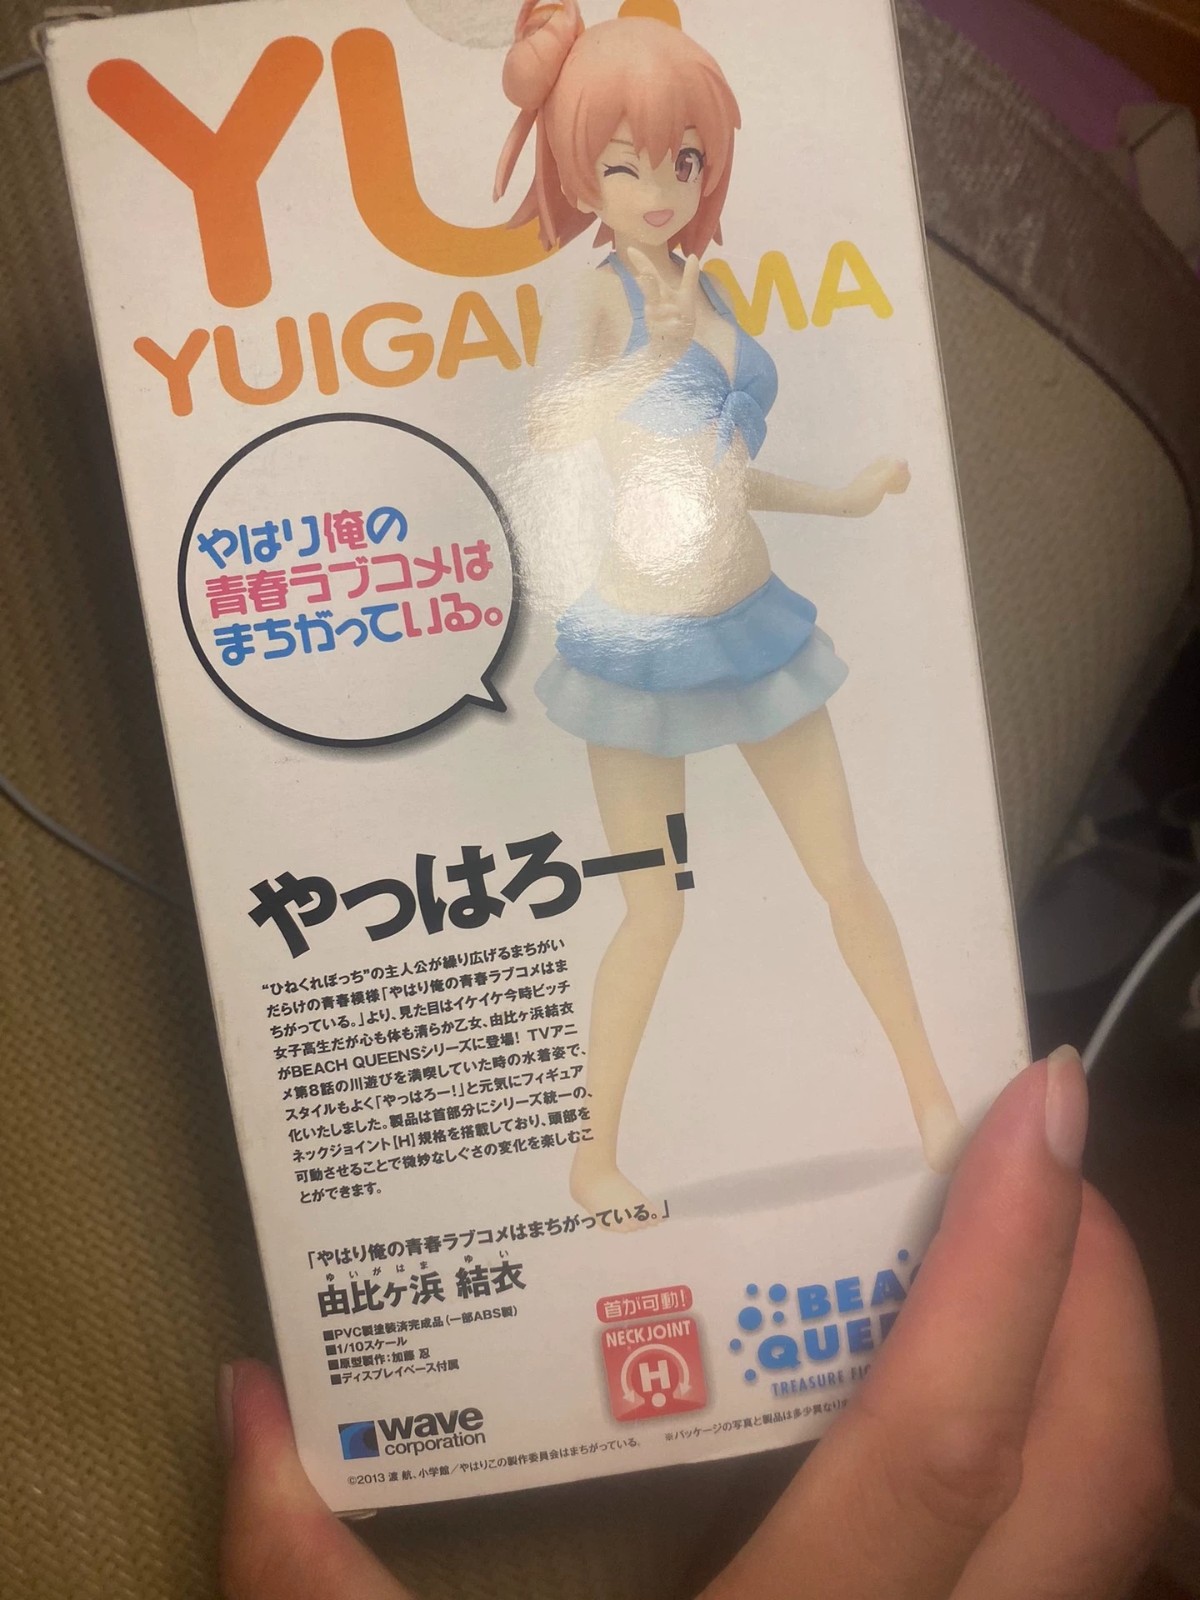 YU
YUIGA MA
やはり俺の
青春ラブコメは
まちがっている。
やっはろー!
“ひねくれぼっち”の主人公が繰り広げるまちがい
だらけの青春模様「やはり俺の青春ラブコメはま
ちがっている。」より、見た目はイケイケ今時ビッチ
女子高生だが心も体も清らか乙女、由比ヶ浜結衣
がBEACH QUEENSシリーズに登場! TVアニ
メ第8話の川遊びを満喫していた時の水着姿で、
スタイルもよく「やっはろー!」と元気にフィギュア
化いたしました。製品は首部分にシリーズ統一の、
ネックジョイント[H]規格を搭載しており、頭部を
可動させることで微妙なしぐさの変化を楽しむこ
とができます。
「やはり俺の青春ラブコメはまちがっている。」
ゆいがはま ゆい
由比ヶ浜 結衣
■PVC製塗装済完成品(一部ABS製)
■1/10スケール
■原型製作:加藤 忍
■ディスプレイベース付属
首が可動!
NECK JOINT
H
BEA
QUE
TREASURE FIG
wave
corporation
※パッケージの写真と製品は多少異なり
©2013 渡 航、小学館/やはりこの製作委員会はまちがっている。